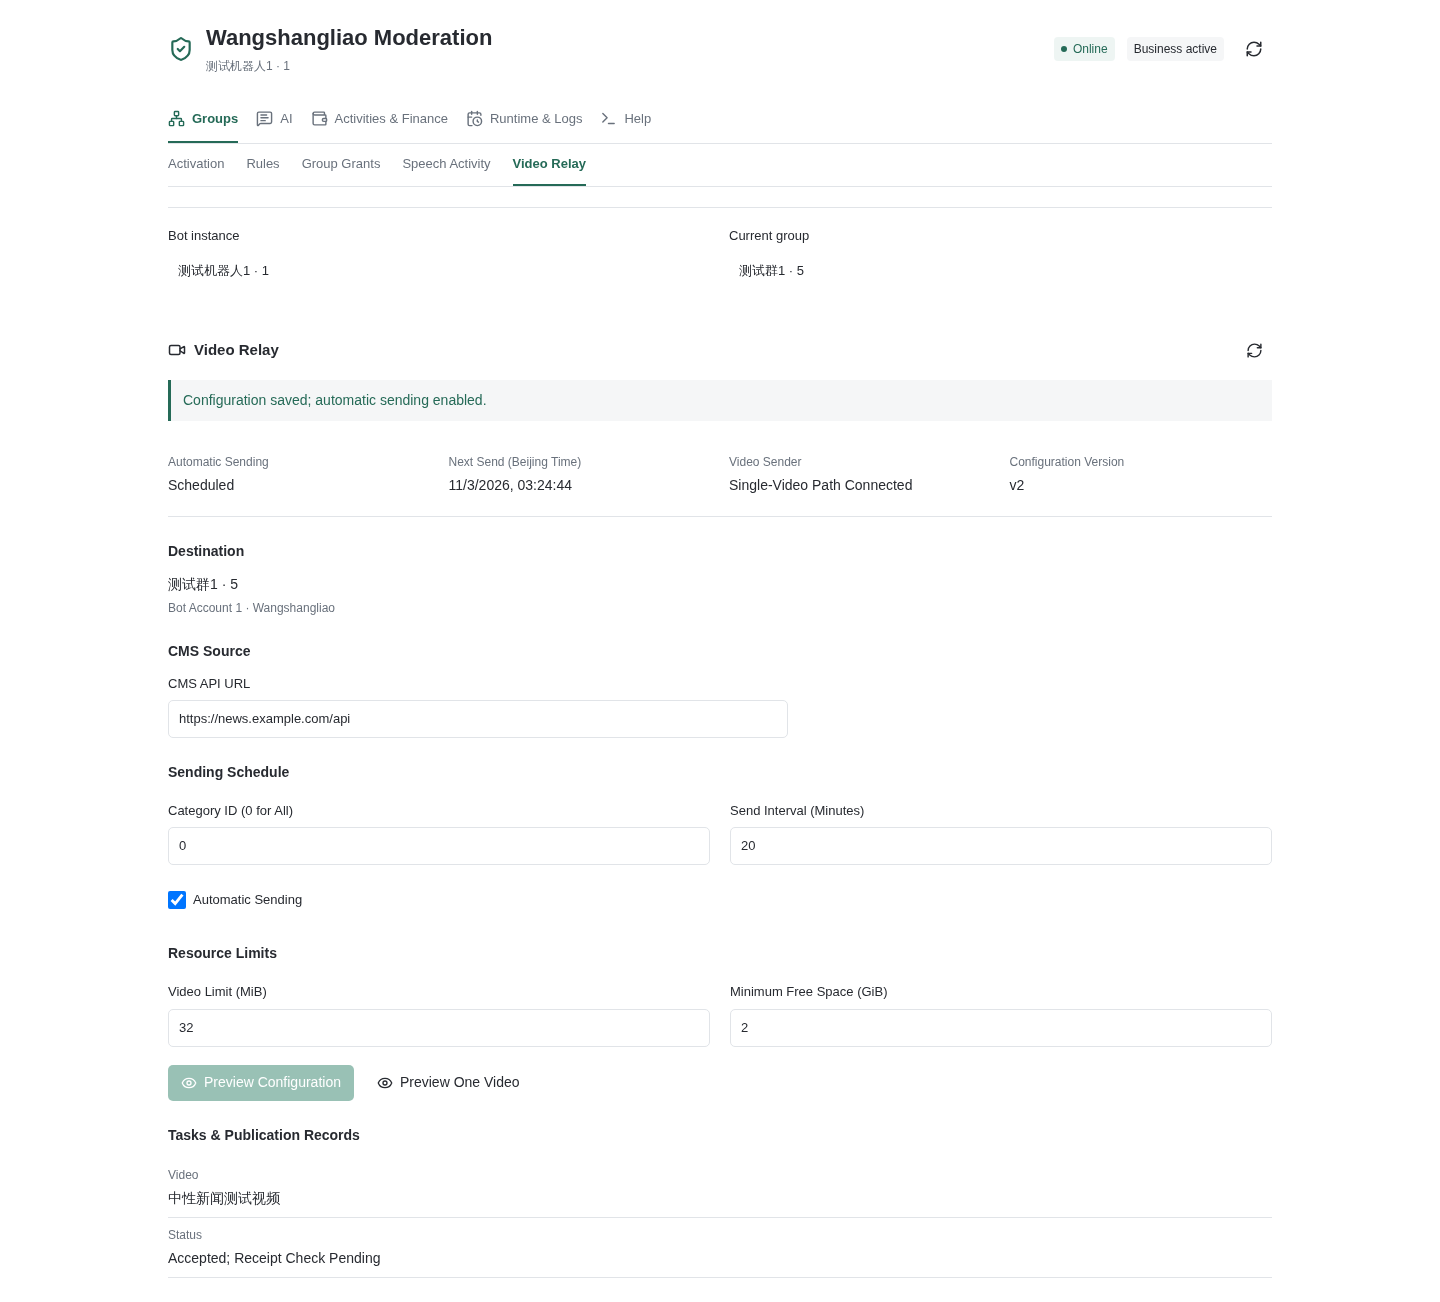 Wangshangliao Moderation
测试机器人1 · 1
Online
Business active
Groups
AI
Activities & Finance
Runtime & Logs
Help
Activation
Rules
Group Grants
Speech Activity
Video Relay
Bot instance
Current group
测试机器人1 · 1
测试群1 · 5
Video Relay
Configuration saved; automatic sending enabled.
Automatic Sending
Next Send (Beijing Time)
Video Sender
Configuration Version
Scheduled
11/3/2026, 03:24:44
Single-Video Path Connected
v2
Destination
测试群1 · 5
Bot Account 1 · Wangshangliao
CMS Source
CMS API URL
https://news.example.com/api
Sending Schedule
Category ID (0 for All)
Send Interval (Minutes)
0
20
Automatic Sending
Resource Limits
Video Limit (MiB)
Minimum Free Space (GiB)
32
2
Preview Configuration
Preview One Video
Tasks & Publication Records
Video
中性新闻测试视频
Status
Accepted; Receipt Check Pending